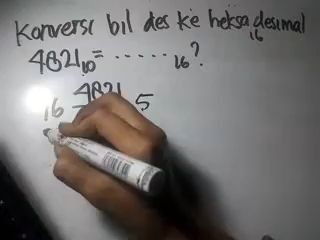 Konversi bil des ke heksa desimal
16
4821₁₀ = ..... ₁₆ ?
16 4821 5